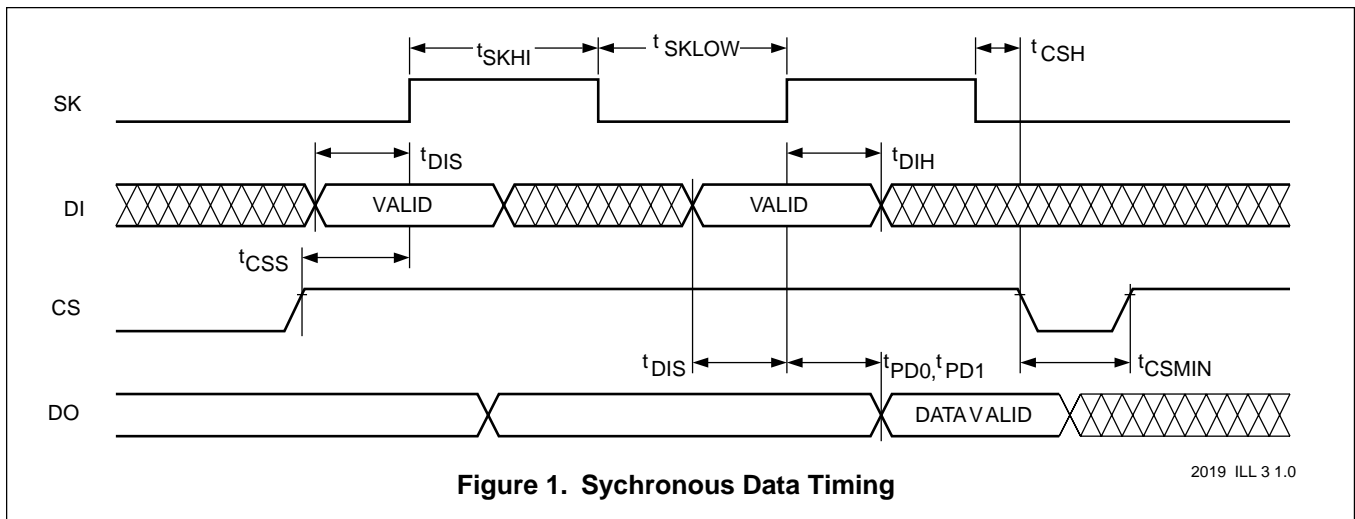 tSKHI
tSKLOW
tCSH
SK
tDIS
tDIH
DI
VALID
VALID
tCSS
CS
tDIS
tPD0,tPD1
tCSMIN
DO
DATA VALID
Figure 1. Sychronous Data Timing
2019 ILL 3 1.0